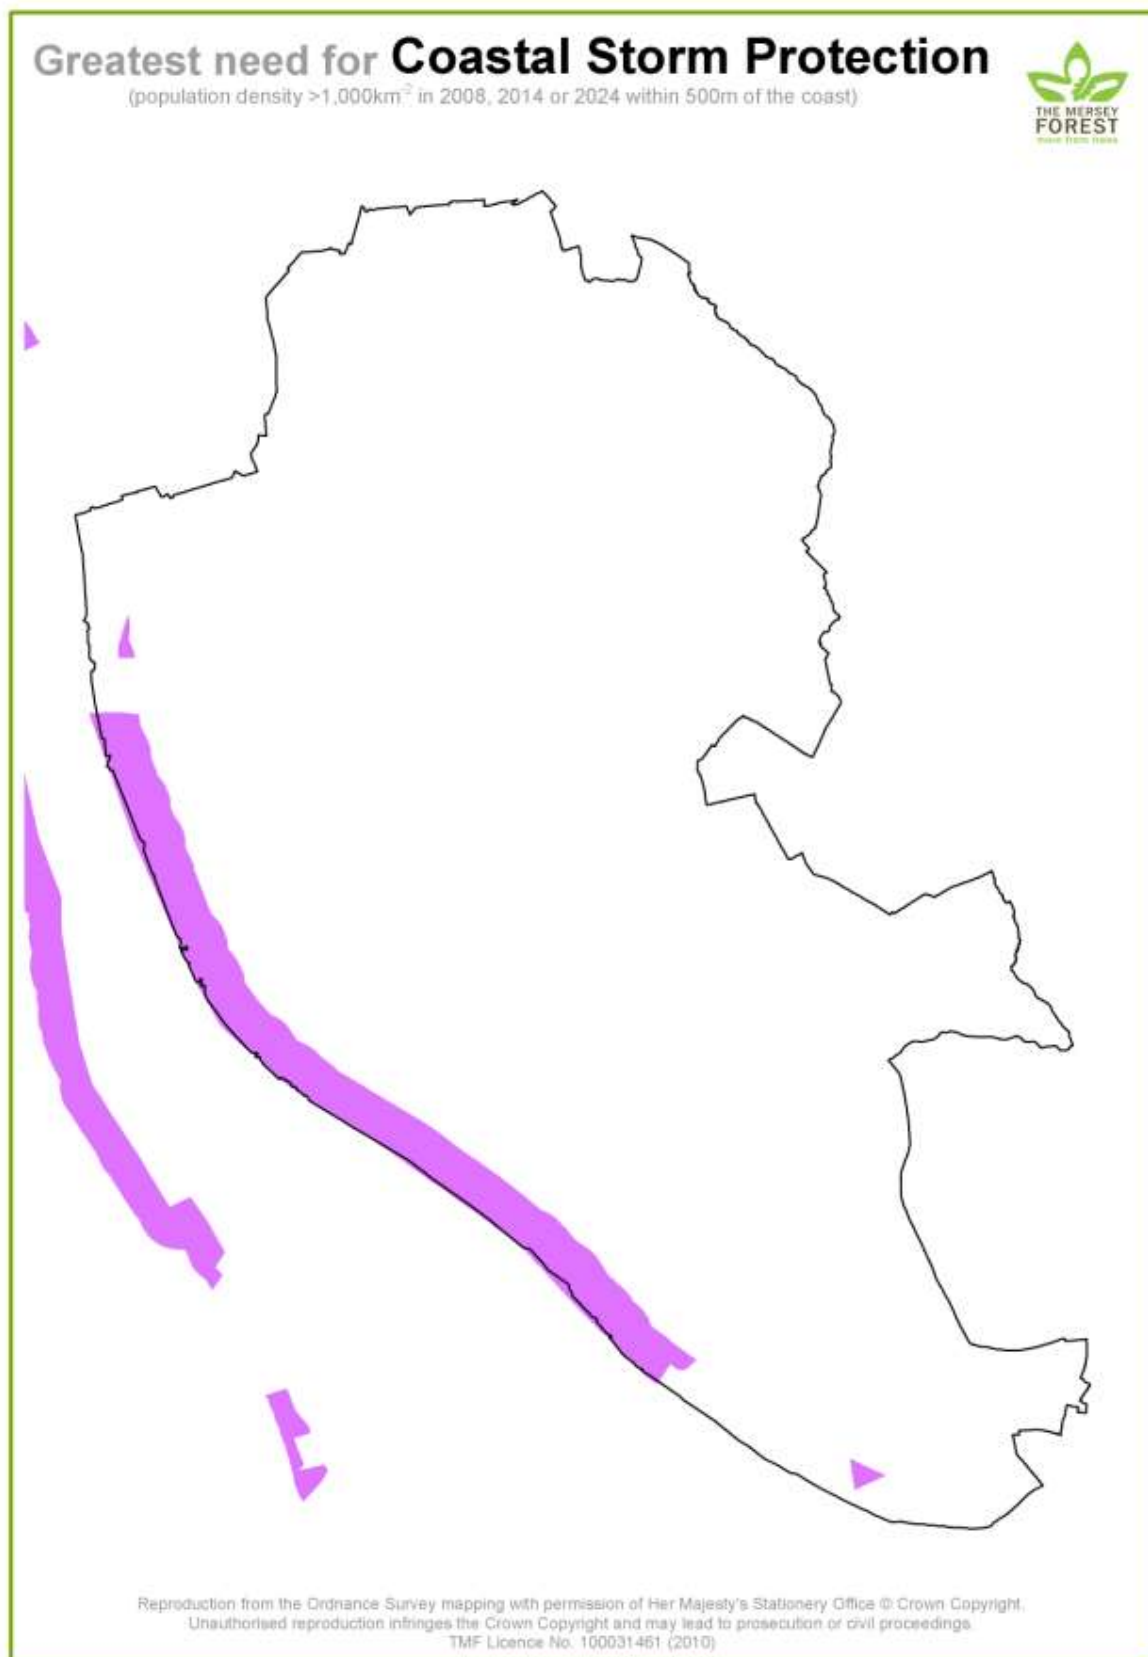 Greatest need for Coastal Storm Protection
(population density >1,000km⁻² in 2008, 2014 or 2024 within 500m of the coast)
THE MERSEY
FOREST
more from trees
Reproduction from the Ordnance Survey mapping with permission of Her Majesty's Stationery Office © Crown Copyright.
Unauthorised reproduction infringes the Crown Copyright and may lead to prosecution or civil proceedings
TMF Licence No. 100031461 (2010)